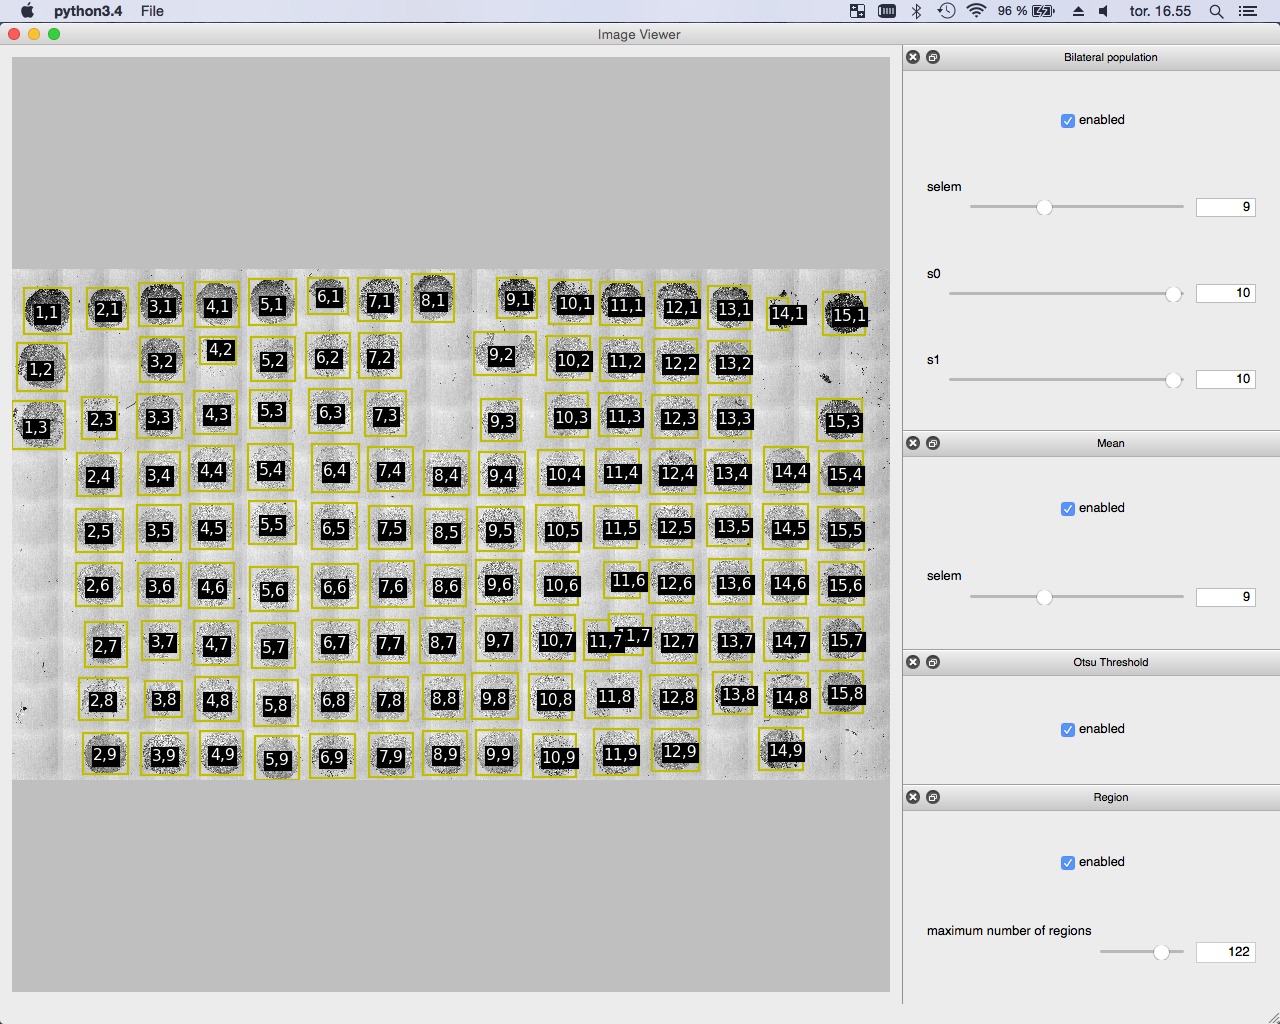 python3.4 File 96 % tor. 16.55
Image Viewer
1,1 2,1 3,1 4,1 5,1 6,1 7,1 8,1 9,1 10,1 11,1 12,1 13,1 14,1 15,1
1,2 3,2 4,2 5,2 6,2 7,2 9,2 10,2 11,2 12,2 13,2
1,3 2,3 3,3 4,3 5,3 6,3 7,3 9,3 10,3 11,3 12,3 13,3 15,3
2,4 3,4 4,4 5,4 6,4 7,4 8,4 9,4 10,4 11,4 12,4 13,4 14,4 15,4
2,5 3,5 4,5 5,5 6,5 7,5 8,5 9,5 10,5 11,5 12,5 13,5 14,5 15,5
2,6 3,6 4,6 5,6 6,6 7,6 8,6 9,6 10,6 11,6 12,6 13,6 14,6 15,6
2,7 3,7 4,7 5,7 6,7 7,7 8,7 9,7 10,7 11,7 1,7 12,7 13,7 14,7 15,7
2,8 3,8 4,8 5,8 6,8 7,8 8,8 9,8 10,8 11,8 12,8 13,8 14,8 15,8
2,9 3,9 4,9 5,9 6,9 7,9 8,9 9,9 10,9 11,9 12,9 14,9
Bilateral population
enabled
selem
9
s0
10
s1
10
Mean
enabled
selem
9
Otsu Threshold
enabled
Region
enabled
maximum number of regions
122